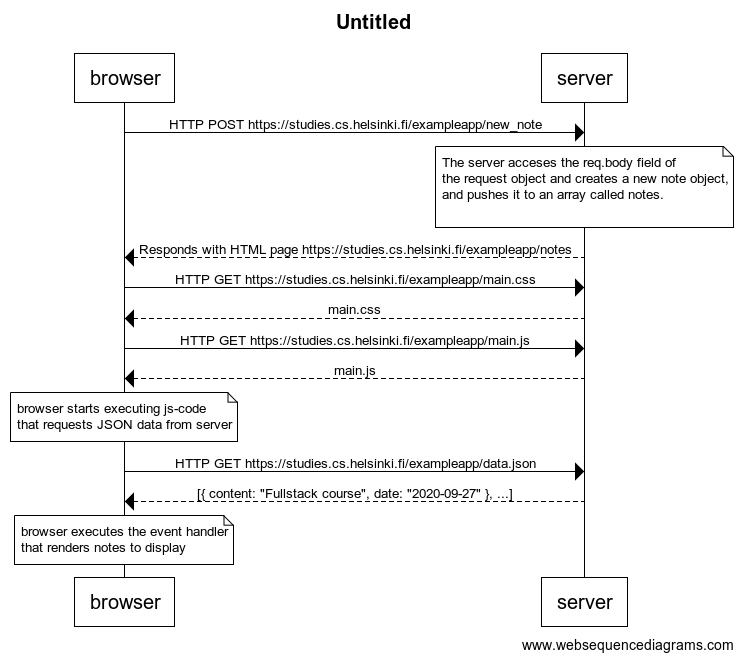 Untitled
browser
server
HTTP POST https://studies.cs.helsinki.fi/exampleapp/new_note
The server acceses the req.body field of
the request object and creates a new note object,
and pushes it to an array called notes.
Responds with HTML page https://studies.cs.helsinki.fi/exampleapp/notes
HTTP GET https://studies.cs.helsinki.fi/exampleapp/main.css
main.css
HTTP GET https://studies.cs.helsinki.fi/exampleapp/main.js
main.js
browser starts executing js-code
that requests JSON data from server
HTTP GET https://studies.cs.helsinki.fi/exampleapp/data.json
[{ content: "Fullstack course", date: "2020-09-27" }, ...]
browser executes the event handler
that renders notes to display
browser
server
www.websequencediagrams.com